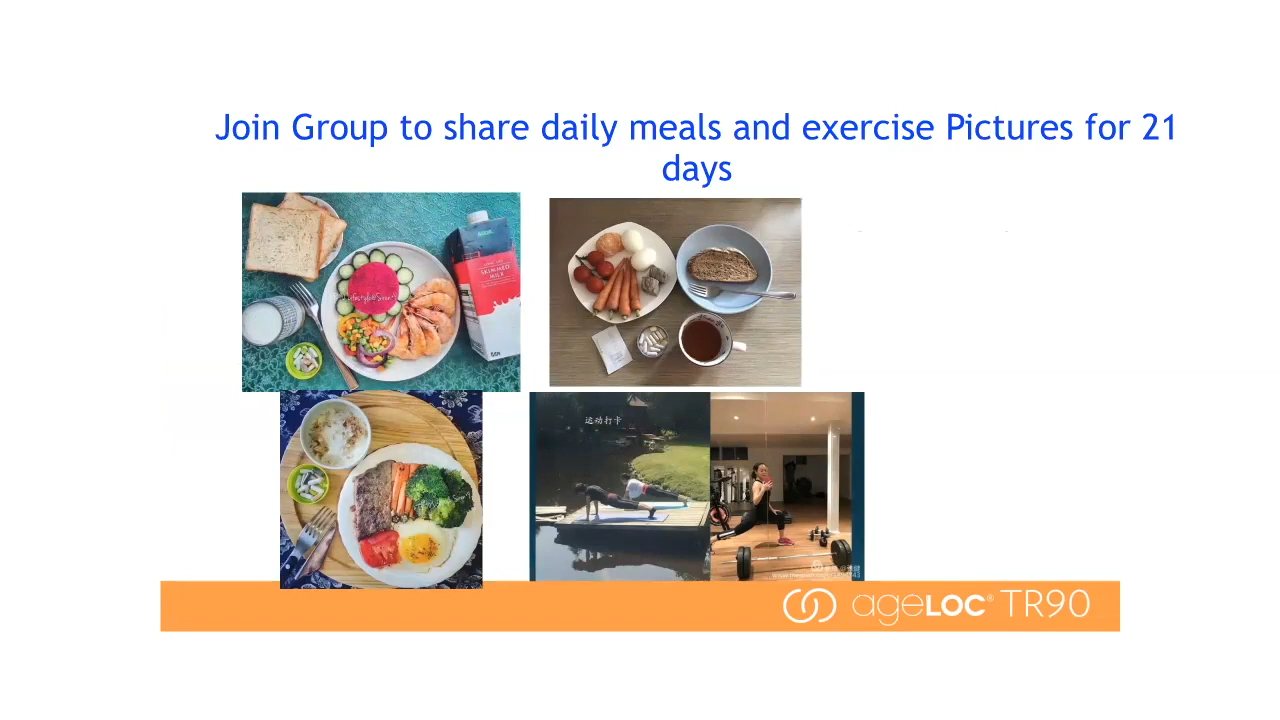 Join Group to share daily meals and exercise Pictures for 21
days
SKIMMED
MILK
运动打卡
ageLOC® TR90